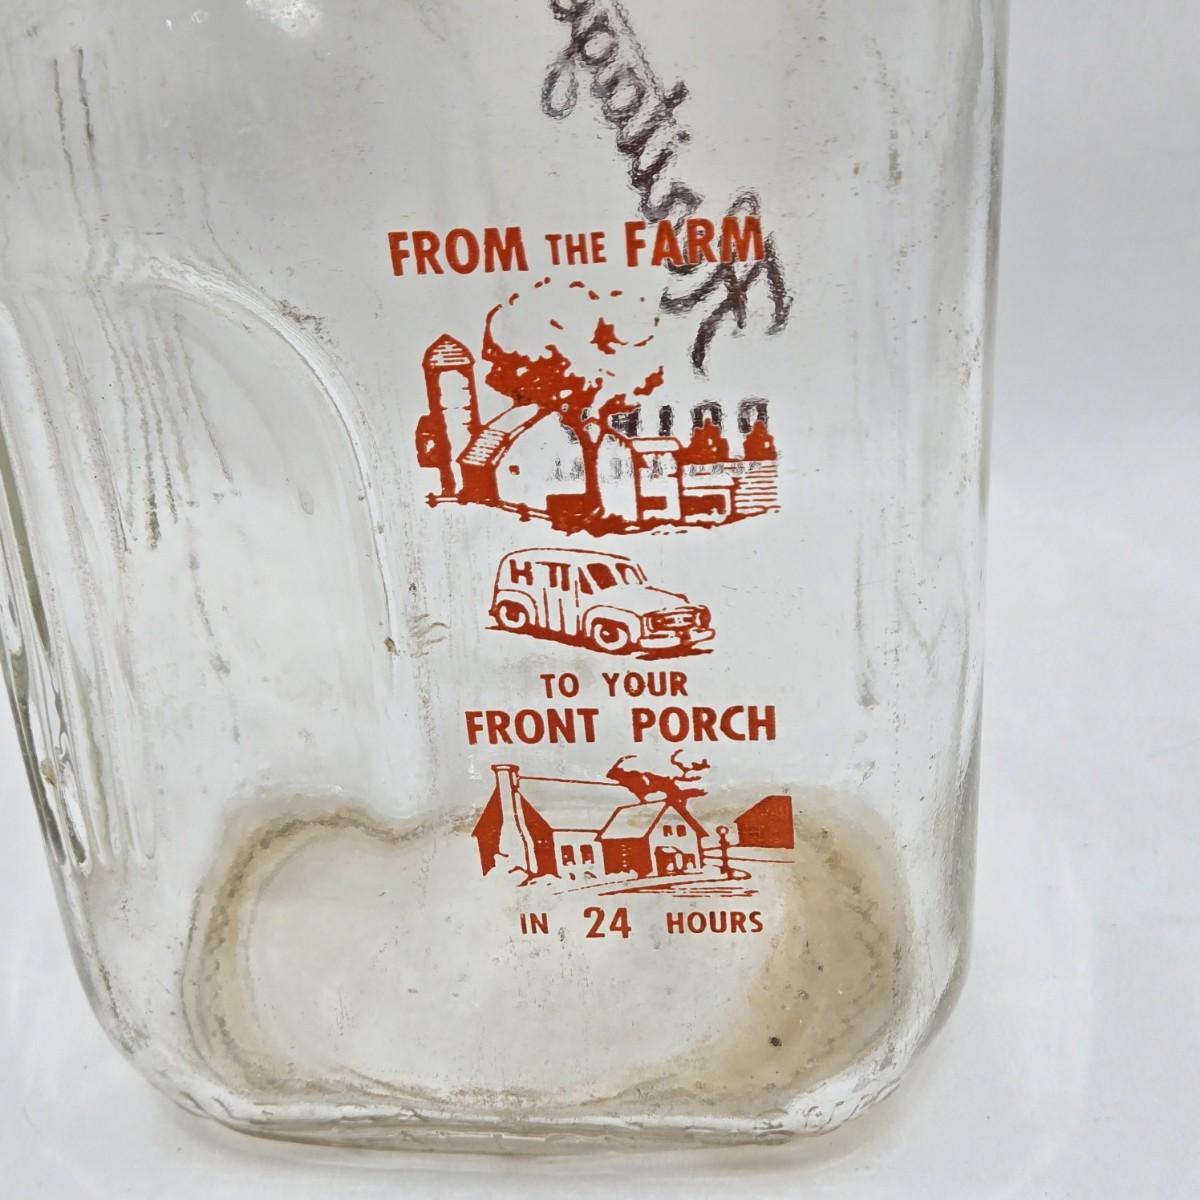 FROM THE FARM
TO YOUR
FRONT PORCH
IN 24 HOURS